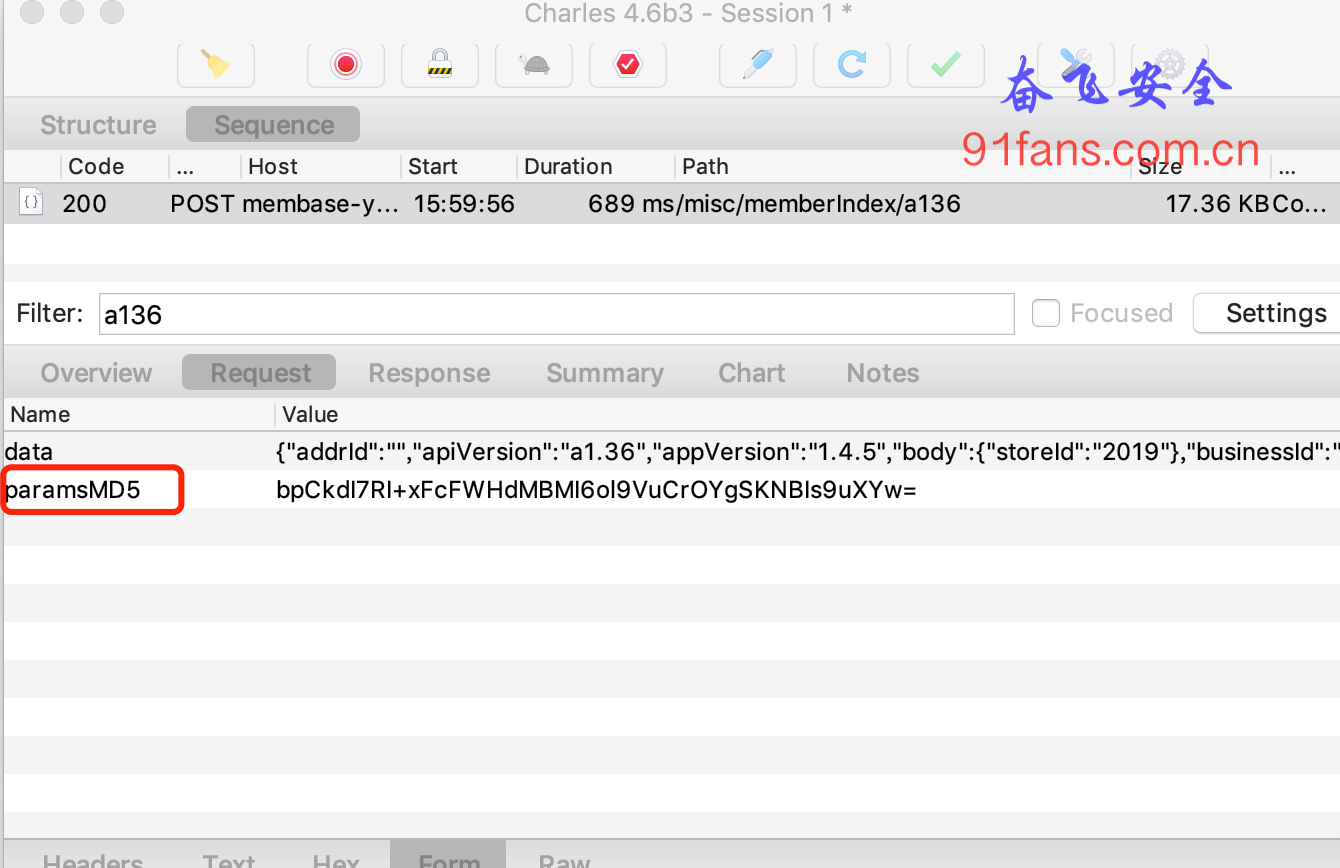 Charles 4.6b3 - Session 1 *
奋飞安全
91fans.com.cn
Structure Sequence
Code ... Host Start Duration Path Size ...
200 POST membase-y... 15:59:56 689 ms /misc/memberIndex/a136 17.36 KB Co...
Filter: a136 Focused Settings
Overview Request Response Summary Chart Notes
Name Value
data {"addrId":"","apiVersion":"a1.36","appVersion":"1.4.5","body":{"storeId":"2019"},"businessId":"
paramsMD5 bpCkdI7RI+xFcFWHdMBMl6ol9VuCrOYgSKNBIs9uXYw=
Headers Text Hex Form Raw